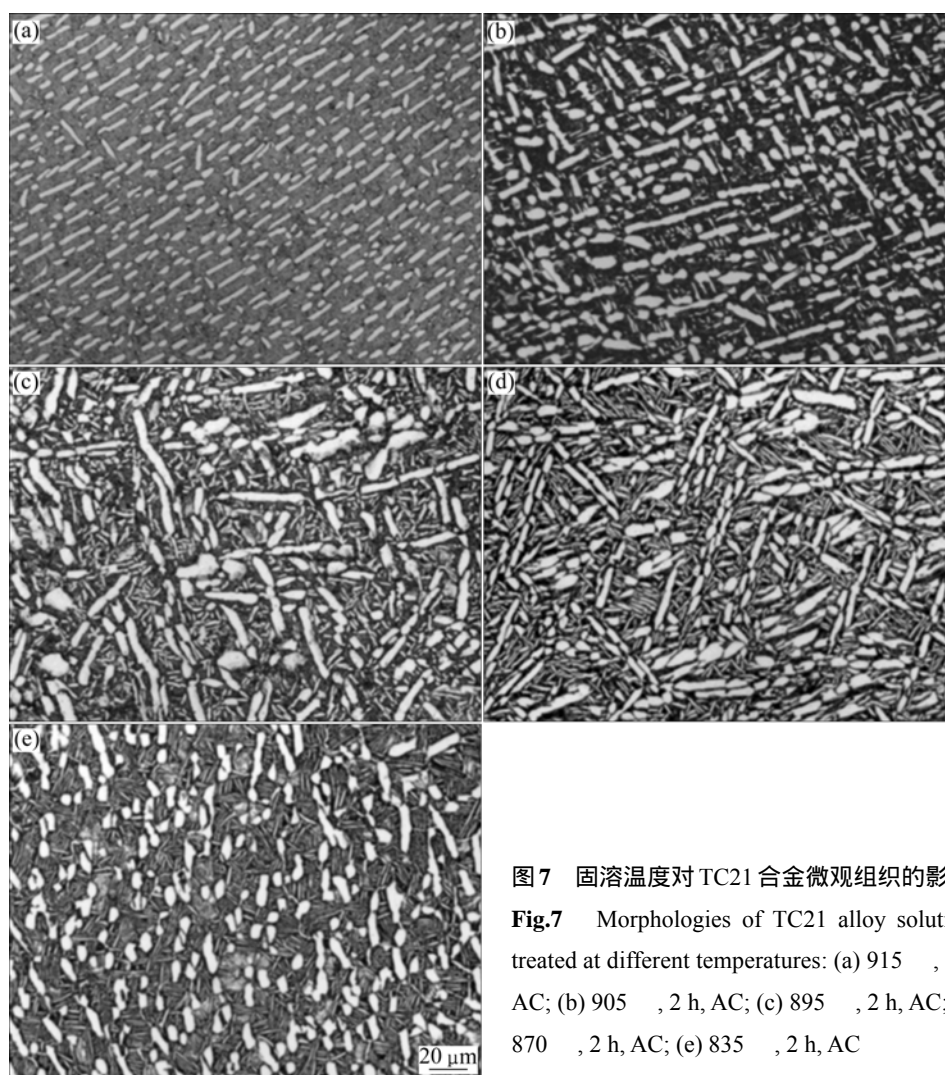 (a)
(b)
(c)
(d)
(e)
20 μm
图7 固溶温度对TC21合金微观组织的影
Fig.7 Morphologies of TC21 alloy soluti
treated at different temperatures: (a) 915 ,
AC; (b) 905 , 2 h, AC; (c) 895 , 2 h, AC;
870 , 2 h, AC; (e) 835 , 2 h, AC